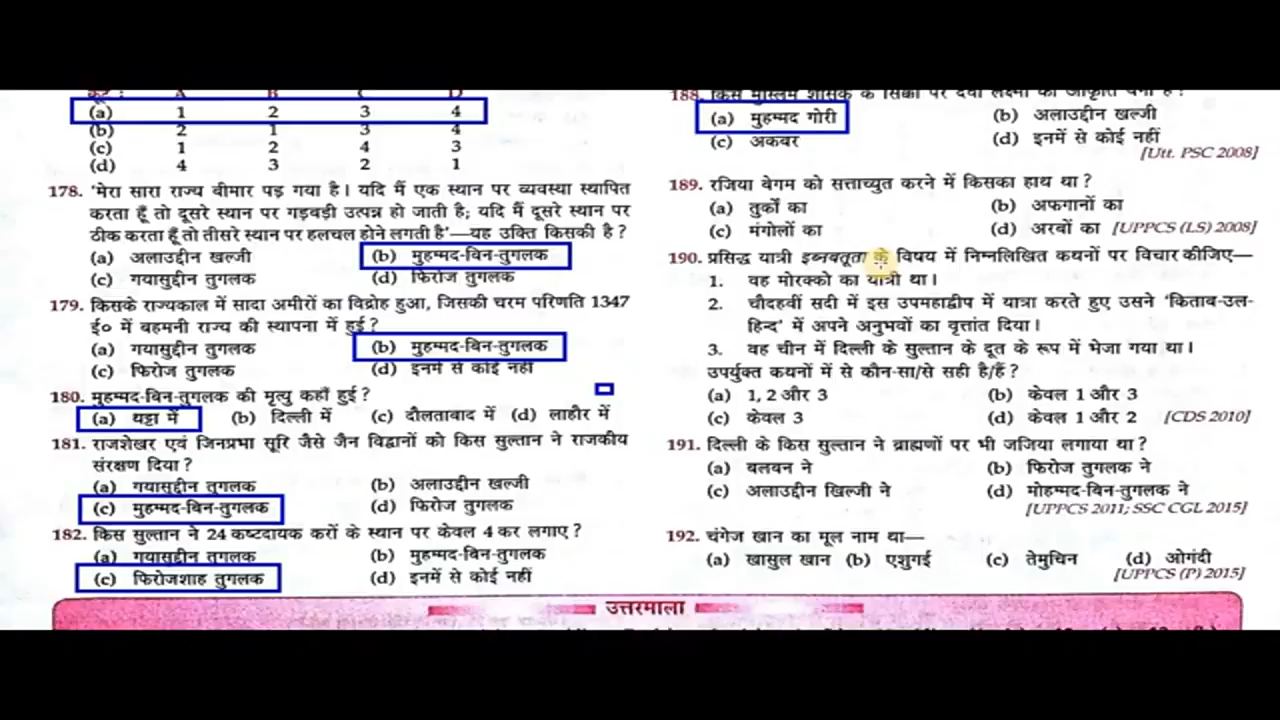 कूट : A B C D
(a) 1 2 3 4
(b) 2 1 3 4
(c) 1 2 4 3
(d) 4 3 2 1
178. 'मेरा सारा राज्य बीमार पड़ गया है। यदि मैं एक स्थान पर व्यवस्था स्थापित
करता हूँ तो दूसरे स्थान पर गड़बड़ी उत्पन्न हो जाती है; यदि मैं दूसरे स्थान पर
ठीक करता हूँ तो तीसरे स्थान पर हलचल होने लगती है'—यह उक्ति किसकी है ?
(a) अलाउद्दीन खल्जी (b) मुहम्मद-बिन-तुगलक
(c) गयासुद्दीन तुगलक (d) फिरोज तुगलक
179. किसके राज्यकाल में सादा अमीरों का विद्रोह हुआ, जिसकी चरम परिणति 1347
ई० में बहमनी राज्य की स्थापना में हुई ?
(a) गयासुद्दीन तुगलक (b) मुहम्मद-बिन-तुगलक
(c) फिरोज तुगलक (d) इनमें से कोई नहीं
180. मुहम्मद-बिन-तुगलक की मृत्यु कहाँ हुई ?
(a) थट्टा में (b) दिल्ली में (c) दौलताबाद में (d) लाहौर में
181. राजशेखर एवं जिनप्रभा सूरि जैसे जैन विद्वानों को किस सुल्तान ने राजकीय
संरक्षण दिया ?
(a) गयासुद्दीन तुगलक (b) अलाउद्दीन खल्जी
(c) मुहम्मद-बिन-तुगलक (d) फिरोज तुगलक
182. किस सुल्तान ने 24 कष्टदायक करों के स्थान पर केवल 4 कर लगाए ?
(a) गयासुद्दीन तुगलक (b) मुहम्मद-बिन-तुगलक
(c) फिरोजशाह तुगलक (d) इनमें से कोई नहीं
188. किस मुस्लिम शासक के सिक्कों पर देवी लक्ष्मी की आकृति बनी है ?
(a) मुहम्मद गोरी (b) अलाउद्दीन खल्जी
(c) अकबर (d) इनमें से कोई नहीं
[Utt. PSC 2008]
189. रजिया बेगम को सत्ताच्युत करने में किसका हाथ था ?
(a) तुर्कों का (b) अफगानों का
(c) मंगोलों का (d) अरबों का [UPPCS (LS) 2008]
190. प्रसिद्ध यात्री इब्नबतूता के विषय में निम्नलिखित कथनों पर विचार कीजिए—
1. वह मोरक्को का यात्री था।
2. चौदहवीं सदी में इस उपमहाद्वीप में यात्रा करते हुए उसने 'किताब-उल-
हिन्द' में अपने अनुभवों का वृत्तांत दिया।
3. वह चीन में दिल्ली के सुल्तान के दूत के रूप में भेजा गया था।
उपर्युक्त कथनों में से कौन-सा/से सही है/हैं ?
(a) 1, 2 और 3 (b) केवल 1 और 3
(c) केवल 3 (d) केवल 1 और 2 [CDS 2010]
191. दिल्ली के किस सुल्तान ने ब्राह्मणों पर भी जजिया लगाया था ?
(a) बलबन ने (b) फिरोज तुगलक ने
(c) अलाउद्दीन खिल्जी ने (d) मोहम्मद-बिन-तुगलक ने
[UPPCS 2011; SSC CGL 2015]
192. चंगेज खान का मूल नाम था—
(a) खासुल खान (b) एशुगई (c) तेमुचिन (d) ओगंदी
[UPPCS (P) 2015]
उत्तरमाला